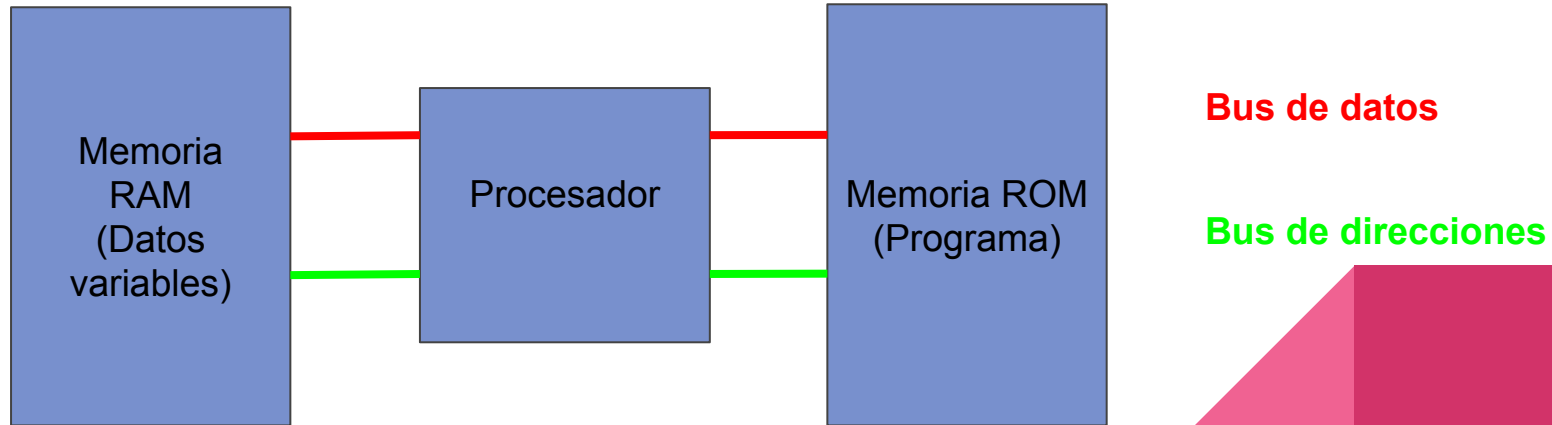 Memoria
RAM
(Datos
variables)
Procesador
Memoria ROM
(Programa)
Bus de datos
Bus de direcciones